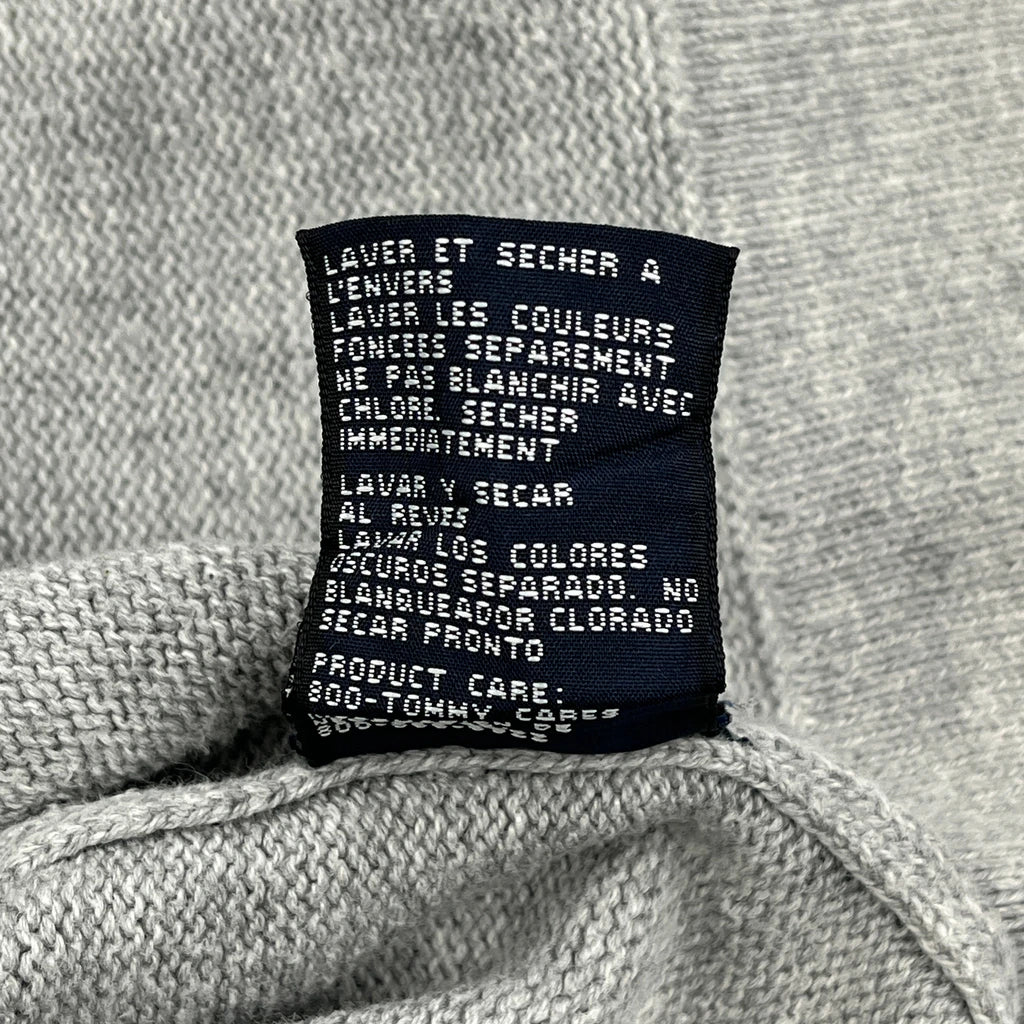 LAVER ET SECHER A
L'ENVERS
LAVER LES COULEURS
FONCEES SEPAREMENT
NE PAS BLANCHIR AVEC
CHLORE. SECHER
IMMEDIATEMENT
LAVAR Y SECAR
AL REVES
LAVAR LOS COLORES
OSCUROS SEPARADO. NO
BLANQUEADOR CLORADO
SECAR PRONTO
PRODUCT CARE:
800-TOMMY CARES